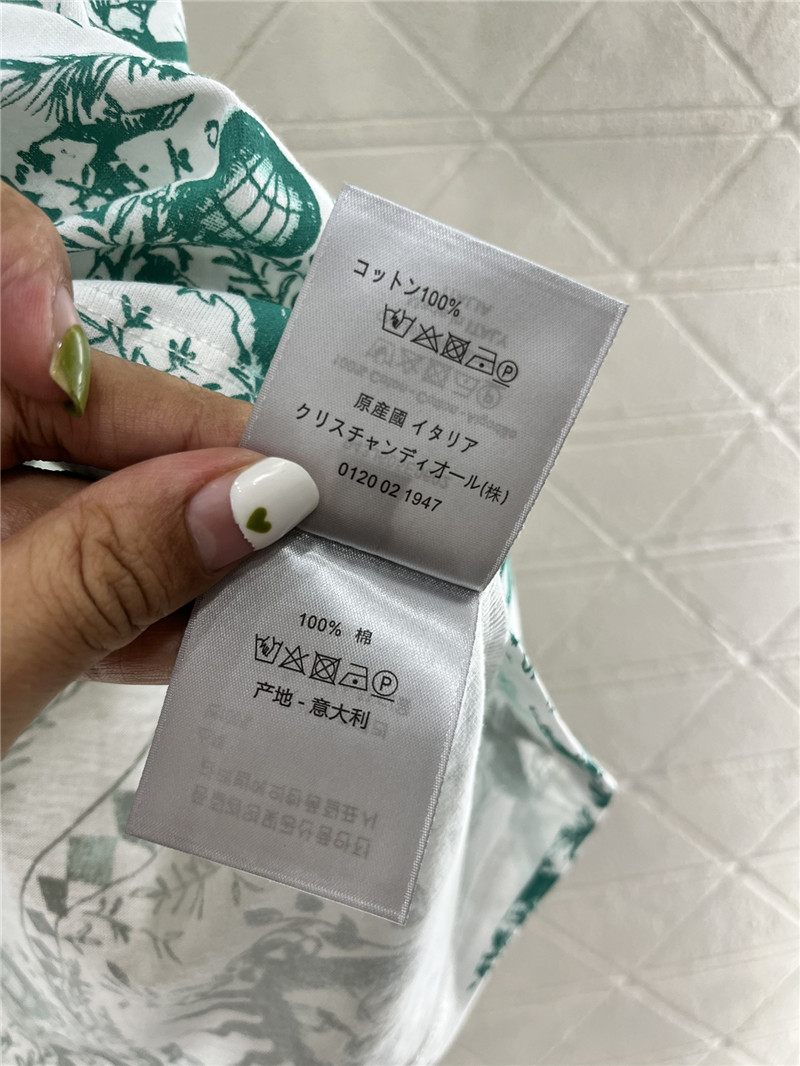 コットン100%
原産國 イタリア
クリスチャンディオール(株)
0120 02 1947
100% 棉
产地 - 意大利